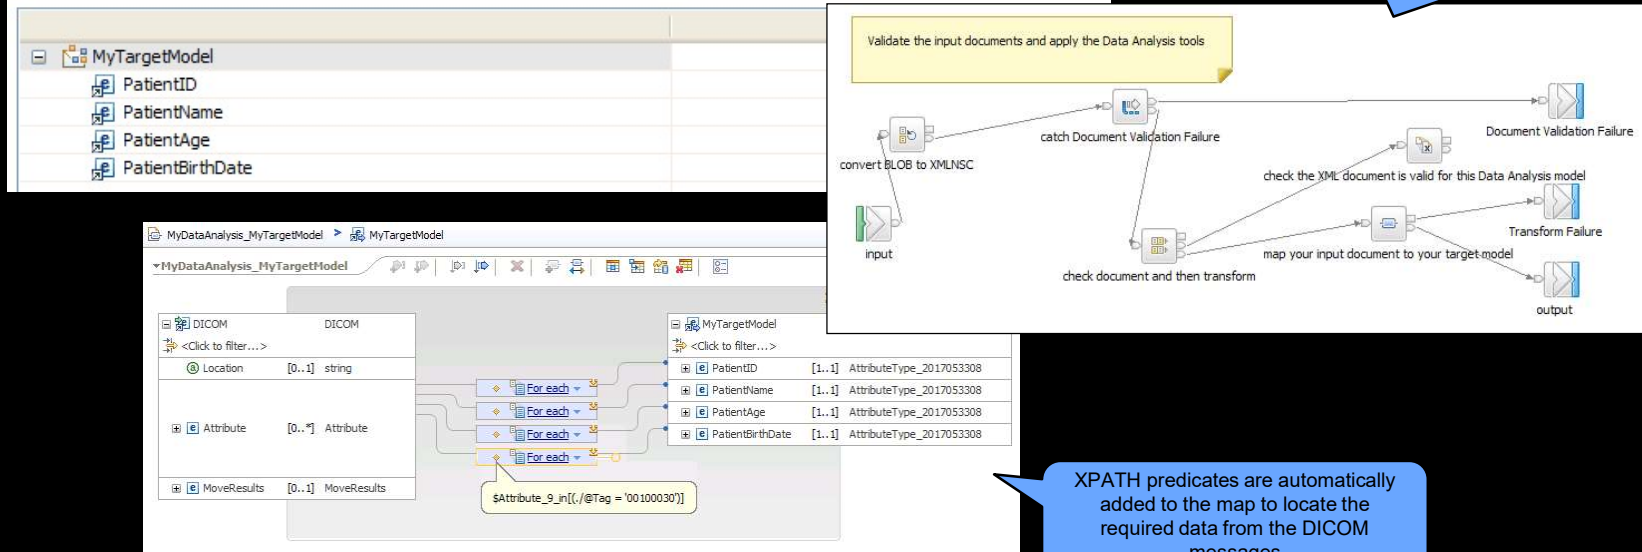 MyTargetModel
PatientID
PatientName
PatientAge
PatientBirthDate
Validate the input documents and apply the Data Analysis tools
convert BLOB to XMLNSC
catch Document Validation Failure
Document Validation Failure
check the XML document is valid for this Data Analysis model
input
Transform Failure
check document and then transform
map your input document to your target model
output
MyDataAnalysis_MyTargetModel > MyTargetModel
MyDataAnalysis_MyTargetModel
DICOM DICOM
<Click to filter...>
Location [0..1] string
Attribute [0..*] Attribute
MoveResults [0..1] MoveResults
For each
For each
For each
For each
$Attribute_9_in[(./@Tag = '00100030')]
MyTargetModel
<Click to filter...>
PatientID [1..1] AttributeType_2017053308
PatientName [1..1] AttributeType_2017053308
PatientAge [1..1] AttributeType_2017053308
PatientBirthDate [1..1] AttributeType_2017053308
XPATH predicates are automatically
added to the map to locate the
required data from the DICOM
messages